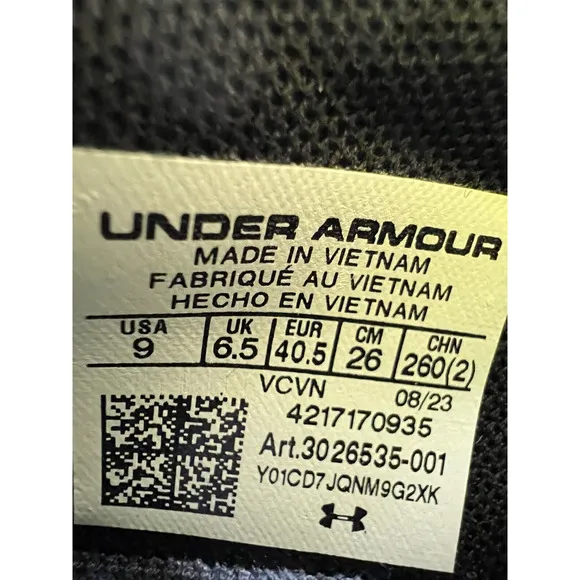 UNDER ARMOUR
MADE IN VIETNAM
FABRIQUÉ AU VIETNAM
HECHO EN VIETNAM
USA UK EUR CM CHN
9 6.5 40.5 26 260(2)
VCVN 08/23
4217170935
Art.3026535-001
Y01CD7JQNM9G2XK